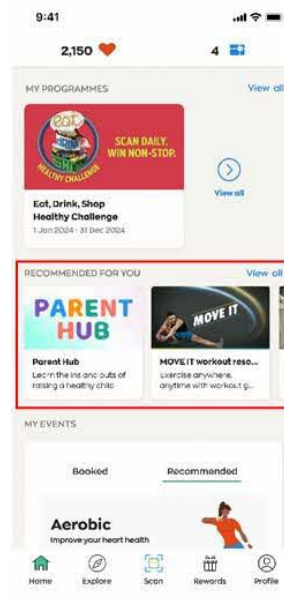 9:41
2,150 4
MY PROGRAMMES View all
Eat
Drink
Shop
HEALTHY CHALLENGE
SCAN DAILY.
WIN NON-STOP.
View all
Eat, Drink, Shop
Healthy Challenge
1 Jan 2024 - 31 Dec 2024
RECOMMENDED FOR YOU View all
PARENT
HUB
MOVE IT
Parent Hub
Learn the ins and outs of
raising a healthy child
MOVE IT workout reso...
Exercise anywhere,
anytime with workout g...
MY EVENTS
Booked Recommended
Aerobic
Improve your heart health
Home Explore Scan Rewards Profile